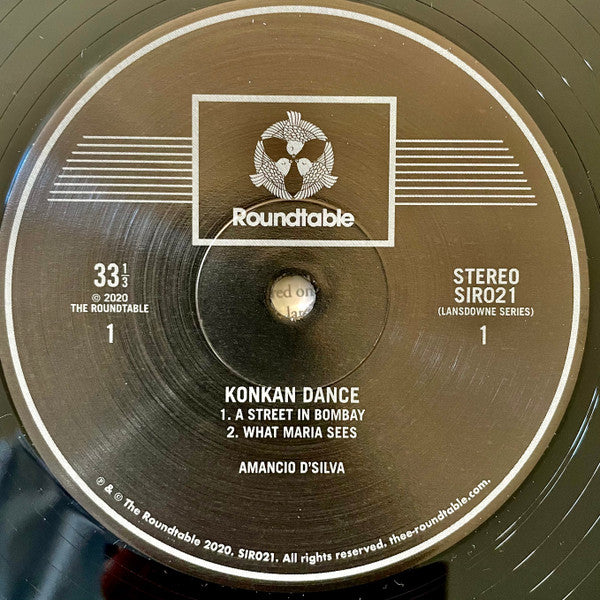 Roundtable
33⅓
© 2020
THE ROUNDTABLE
1
STEREO
SIR021
(LANSDOWNE SERIES)
1
KONKAN DANCE
1. A STREET IN BOMBAY
2. WHAT MARIA SEES
AMANCIO D'SILVA
℗ & © The Roundtable 2020. SIR021. All rights reserved. thee-roundtable.com.